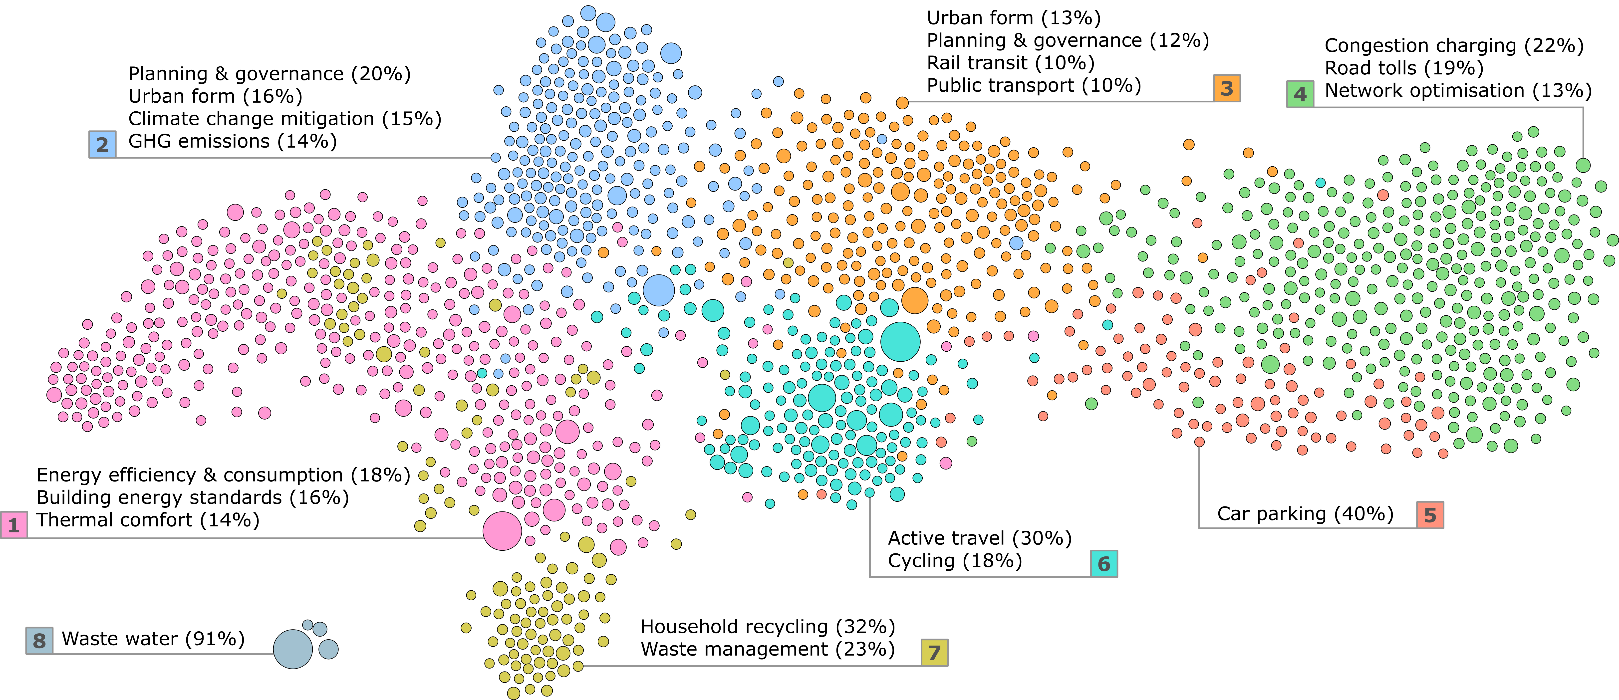 Planning & governance (20%)
Urban form (16%)
Climate change mitigation (15%)
GHG emissions (14%)
2
Urban form (13%)
Planning & governance (12%)
Rail transit (10%)
Public transport (10%)
3
Congestion charging (22%)
Road tolls (19%)
Network optimisation (13%)
4
Energy efficiency & consumption (18%)
Building energy standards (16%)
Thermal comfort (14%)
1
Active travel (30%)
Cycling (18%)
6
Car parking (40%)
5
8
Waste water (91%)
Household recycling (32%)
Waste management (23%)
7